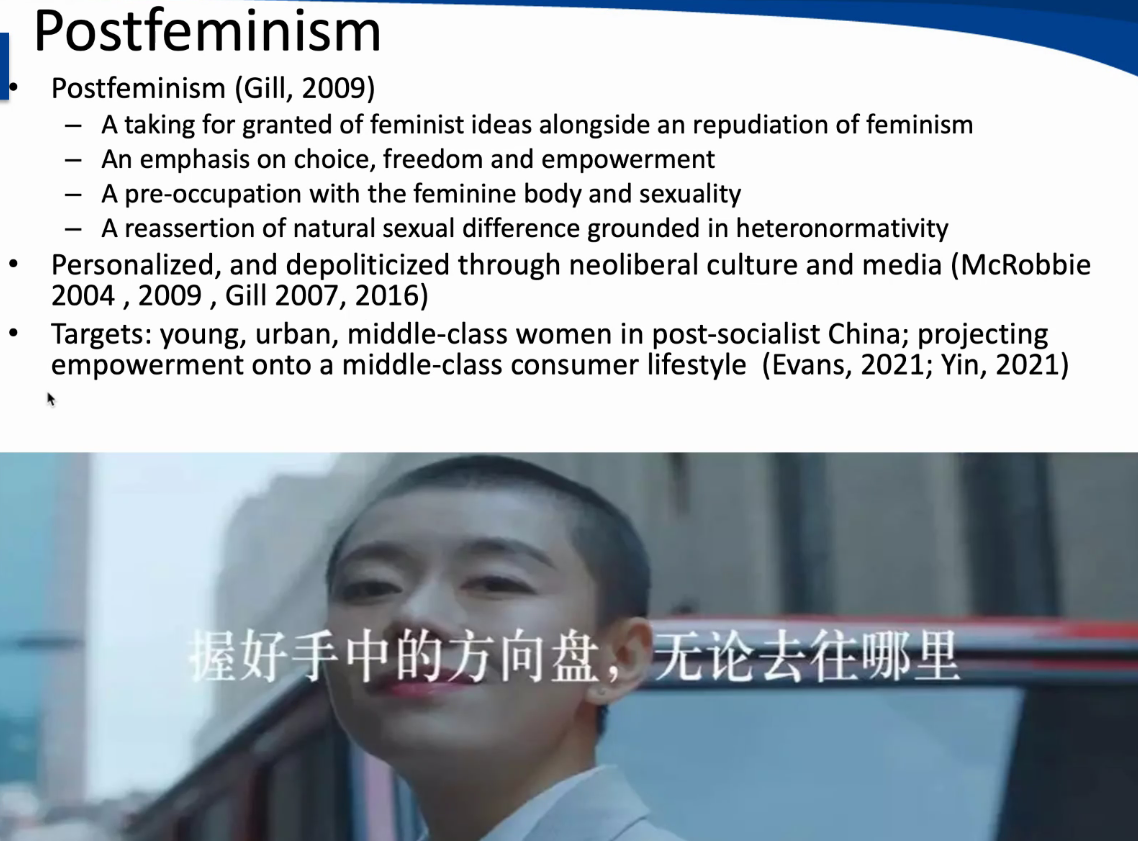 Postfeminism
• Postfeminism (Gill, 2009)
– A taking for granted of feminist ideas alongside an repudiation of feminism
– An emphasis on choice, freedom and empowerment
– A pre-occupation with the feminine body and sexuality
– A reassertion of natural sexual difference grounded in heteronormativity
• Personalized, and depoliticized through neoliberal culture and media (McRobbie
2004 , 2009 , Gill 2007, 2016)
• Targets: young, urban, middle-class women in post-socialist China; projecting
empowerment onto a middle-class consumer lifestyle (Evans, 2021; Yin, 2021)
握好手中的方向盘，无论去往哪里